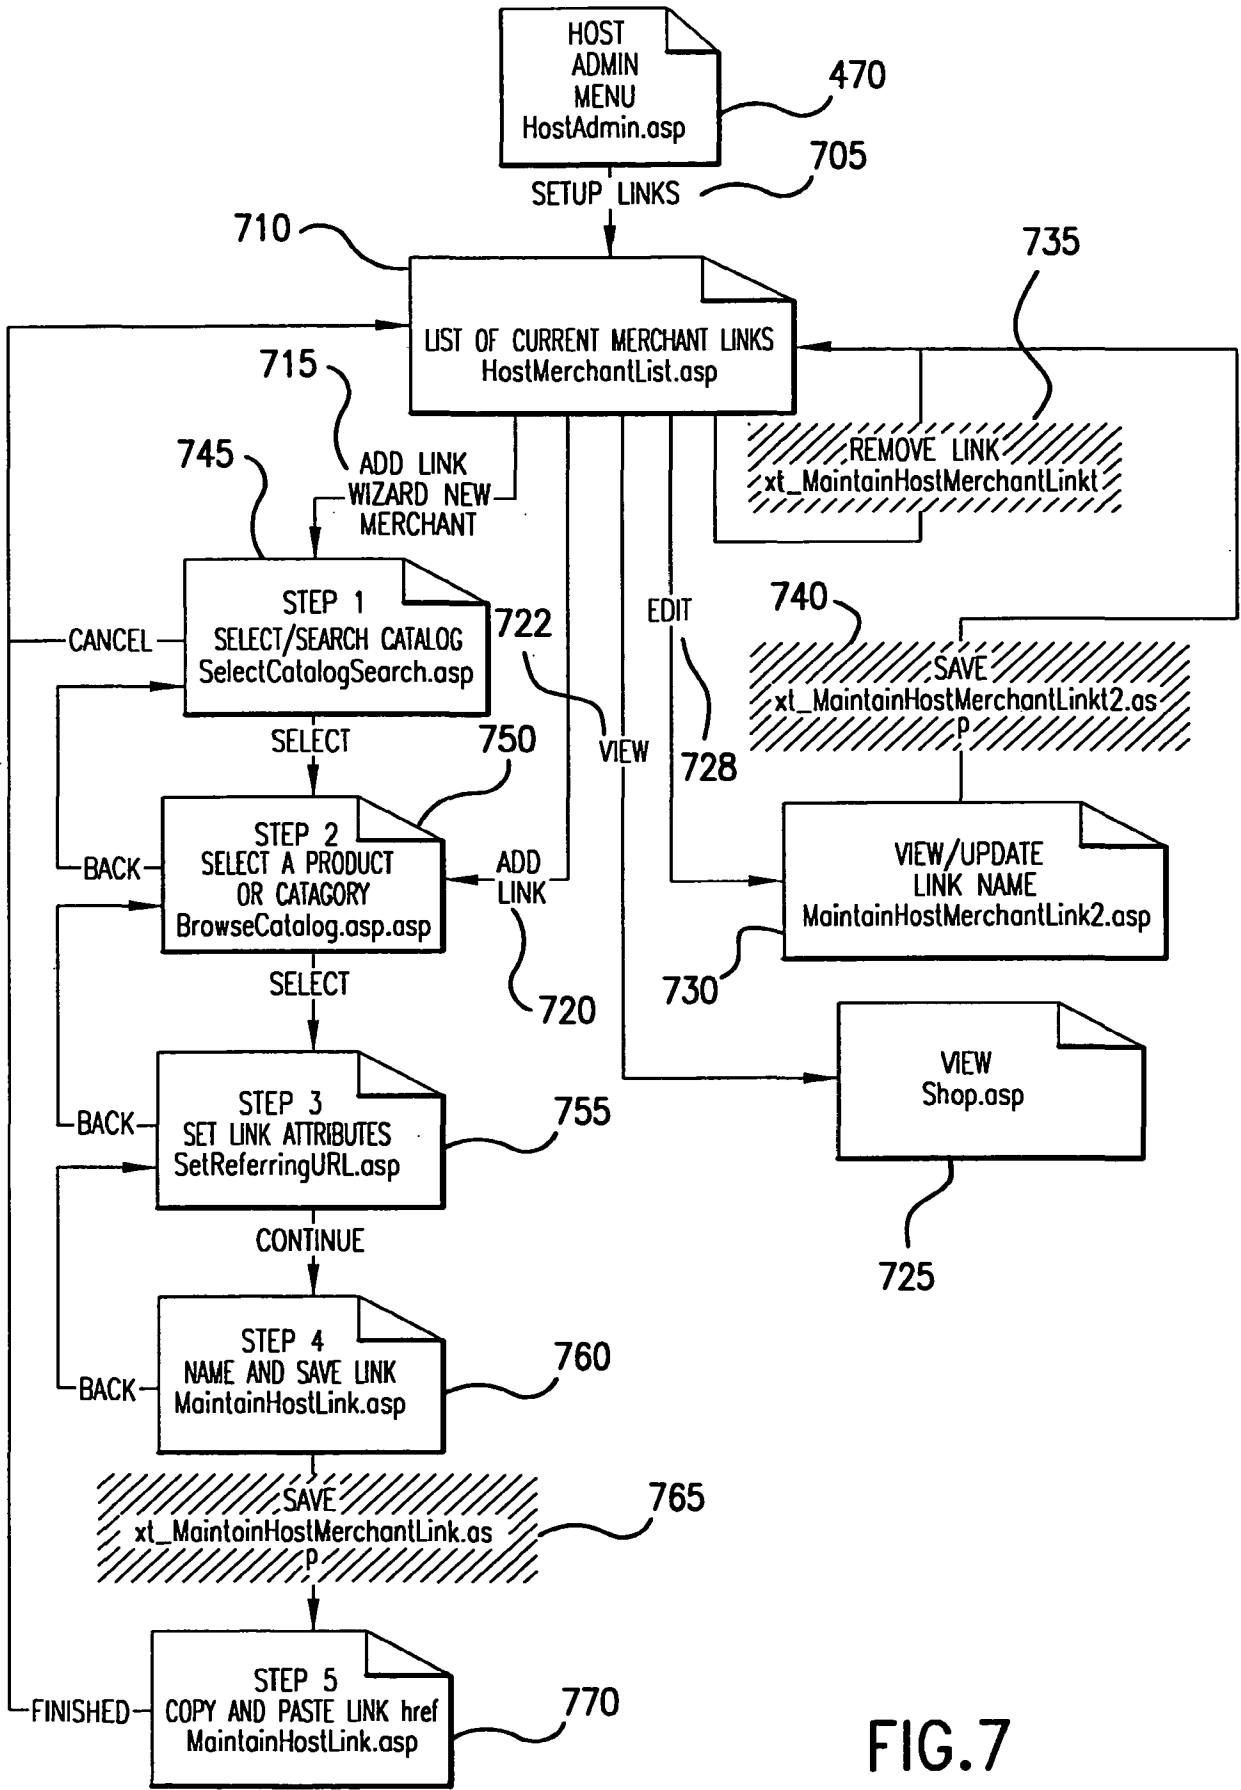 HOST
ADMIN
MENU
HostAdmin.asp
470
705
SETUP LINKS
710
735
LIST OF CURRENT MERCHANT LINKS
HostMerchantList.asp
715
745
ADD LINK
WIZARD NEW
MERCHANT
REMOVE LINK
xt_MaintainHostMerchantLinkt
STEP 1
SELECT/SEARCH CATALOG
SelectCatalogSearch.asp
CANCEL
722
EDIT
740
SAVE
xt_MaintainHostMerchantLinkt2.as
p
SELECT
750
VIEW
728
STEP 2
SELECT A PRODUCT
OR CATAGORY
BrowseCatalog.asp.asp
BACK
ADD
LINK
720
VIEW/UPDATE
LINK NAME
MaintainHostMerchantLink2.asp
730
SELECT
STEP 3
SET LINK ATTRIBUTES
SetReferringURL.asp
BACK
755
VIEW
Shop.asp
725
CONTINUE
STEP 4
NAME AND SAVE LINK
MaintainHostLink.asp
BACK
760
SAVE
xt_MaintoinHostMerchantLink.as
p
765
STEP 5
COPY AND PASTE LINK href
MaintainHostLink.asp
FINISHED
770
FIG.7